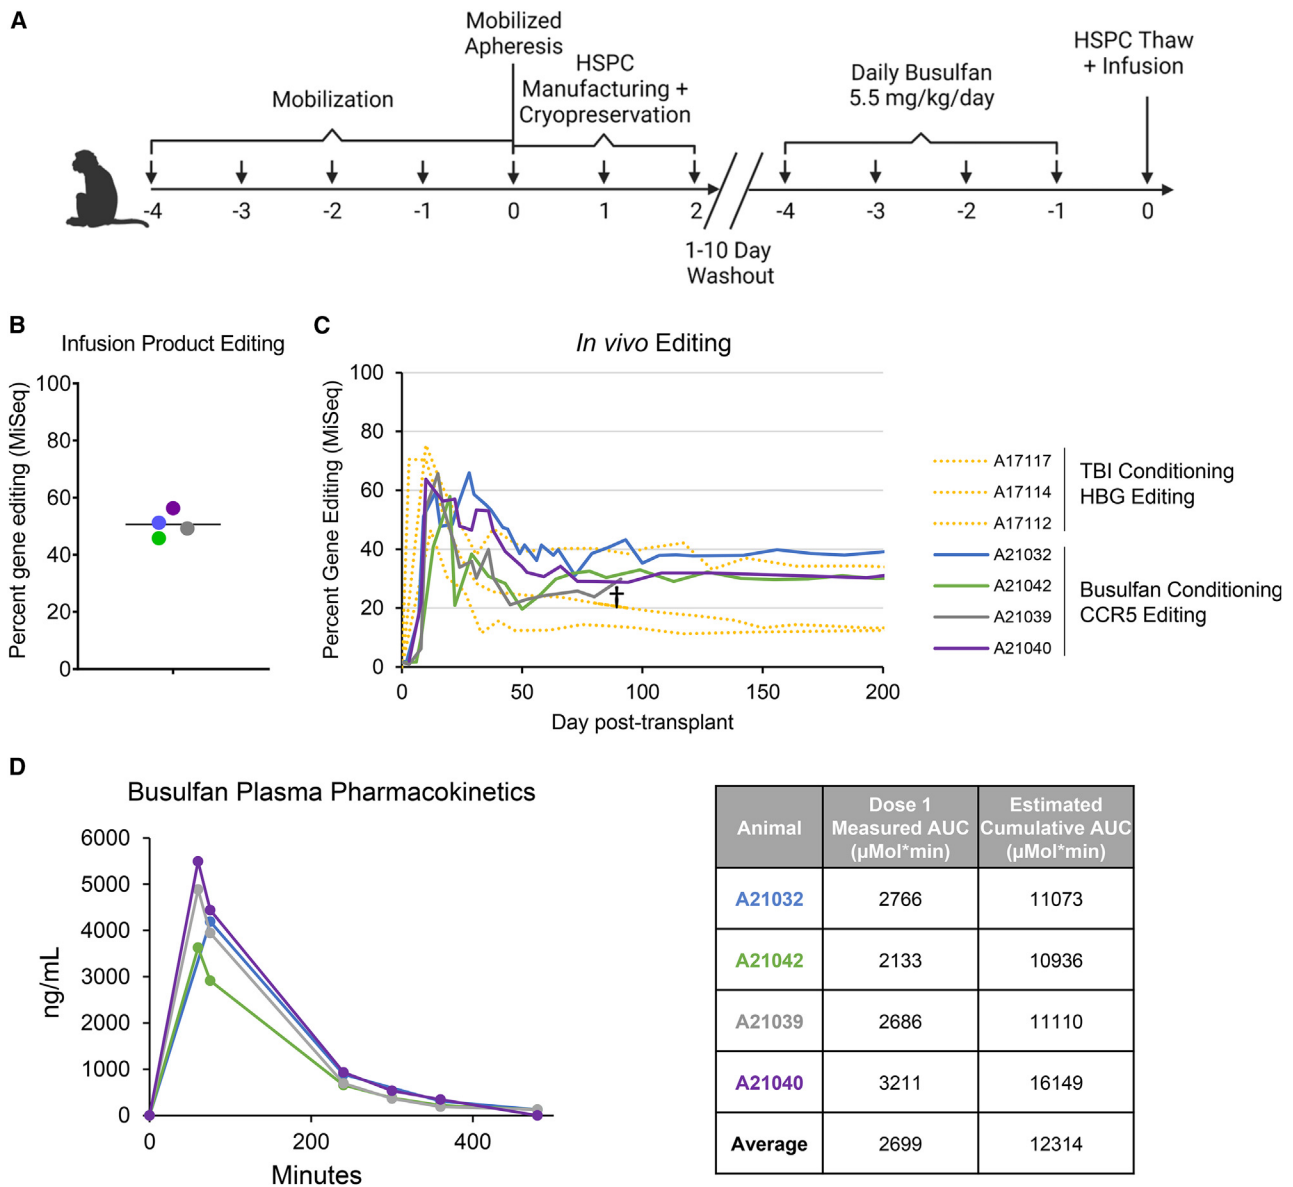 A
Mobilized
Apheresis
HSPC
Manufacturing +
Cryopreservation
Mobilization
Daily Busulfan
5.5 mg/kg/day
HSPC Thaw
+ Infusion
-4 -3 -2 -1 0 1 2 -4 -3 -2 -1 0
1-10 Day
Washout
B
Infusion Product Editing
Percent gene editing (MiSeq)
100
80
60
40
20
0
C
In vivo Editing
Percent Gene Editing (MiSeq)
100
80
60
40
20
0
†
0 50 100 150 200
Day post-transplant
A17117
A17114
A17112
TBI Conditioning
HBG Editing
A21032
A21042
A21039
A21040
Busulfan Conditioning
CCR5 Editing
D
Busulfan Plasma Pharmacokinetics
ng/mL
6000
5000
4000
3000
2000
1000
0
0 200 400
Minutes
Animal
Dose 1
Measured AUC
(µMol*min)
Estimated
Cumulative AUC
(µMol*min)
A21032 2766 11073
A21042 2133 10936
A21039 2686 11110
A21040 3211 16149
Average 2699 12314